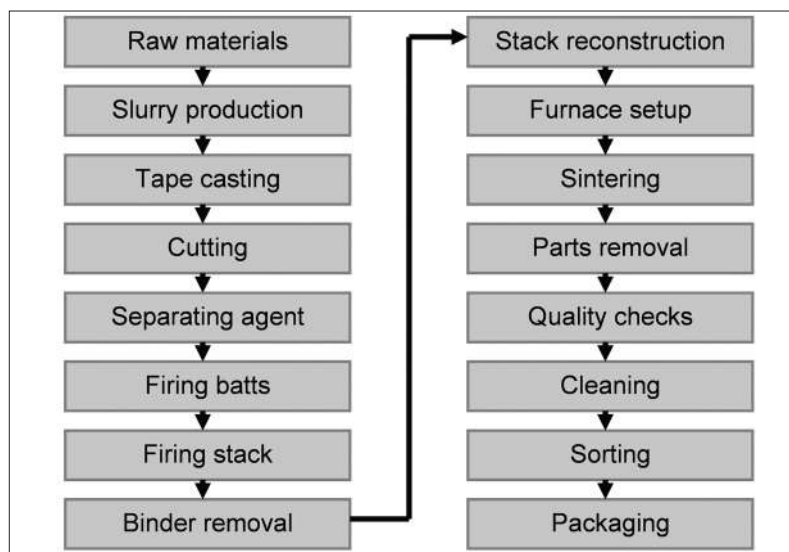 Raw materials
Slurry production
Tape casting
Cutting
Separating agent
Firing batts
Firing stack
Binder removal
Stack reconstruction
Furnace setup
Sintering
Parts removal
Quality checks
Cleaning
Sorting
Packaging